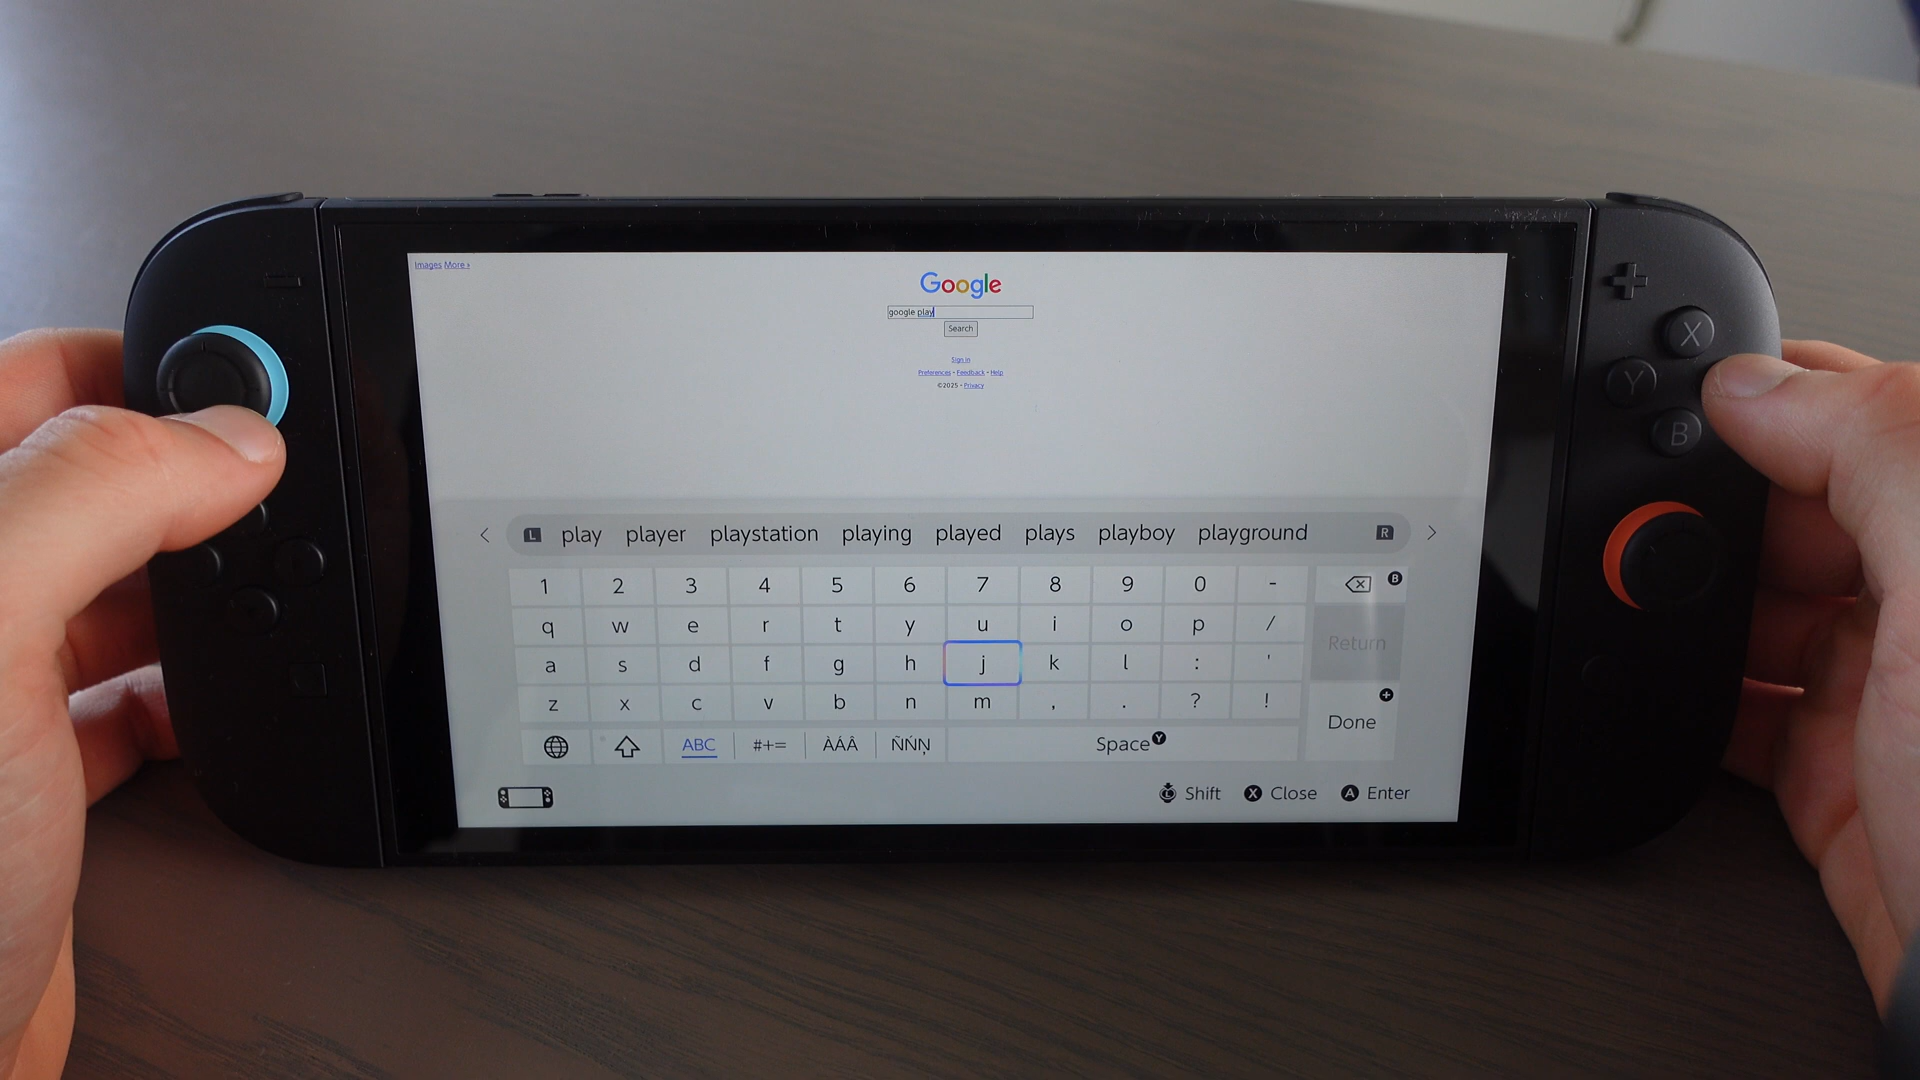 Images More »
Google
google play
Search
Sign in
Preferences - Feedback - Help
©2025 - Privacy
L play player playstation playing played plays playboy playground R
1 2 3 4 5 6 7 8 9 0 - B
q w e r t y u i o p /
Return
a s d f g h j k l : '
z x c v b n m , . ? ! +
Done
ABC #+= ÀÁÂ ÑŃŅ Space Y
L Shift X Close A Enter
X
Y
B